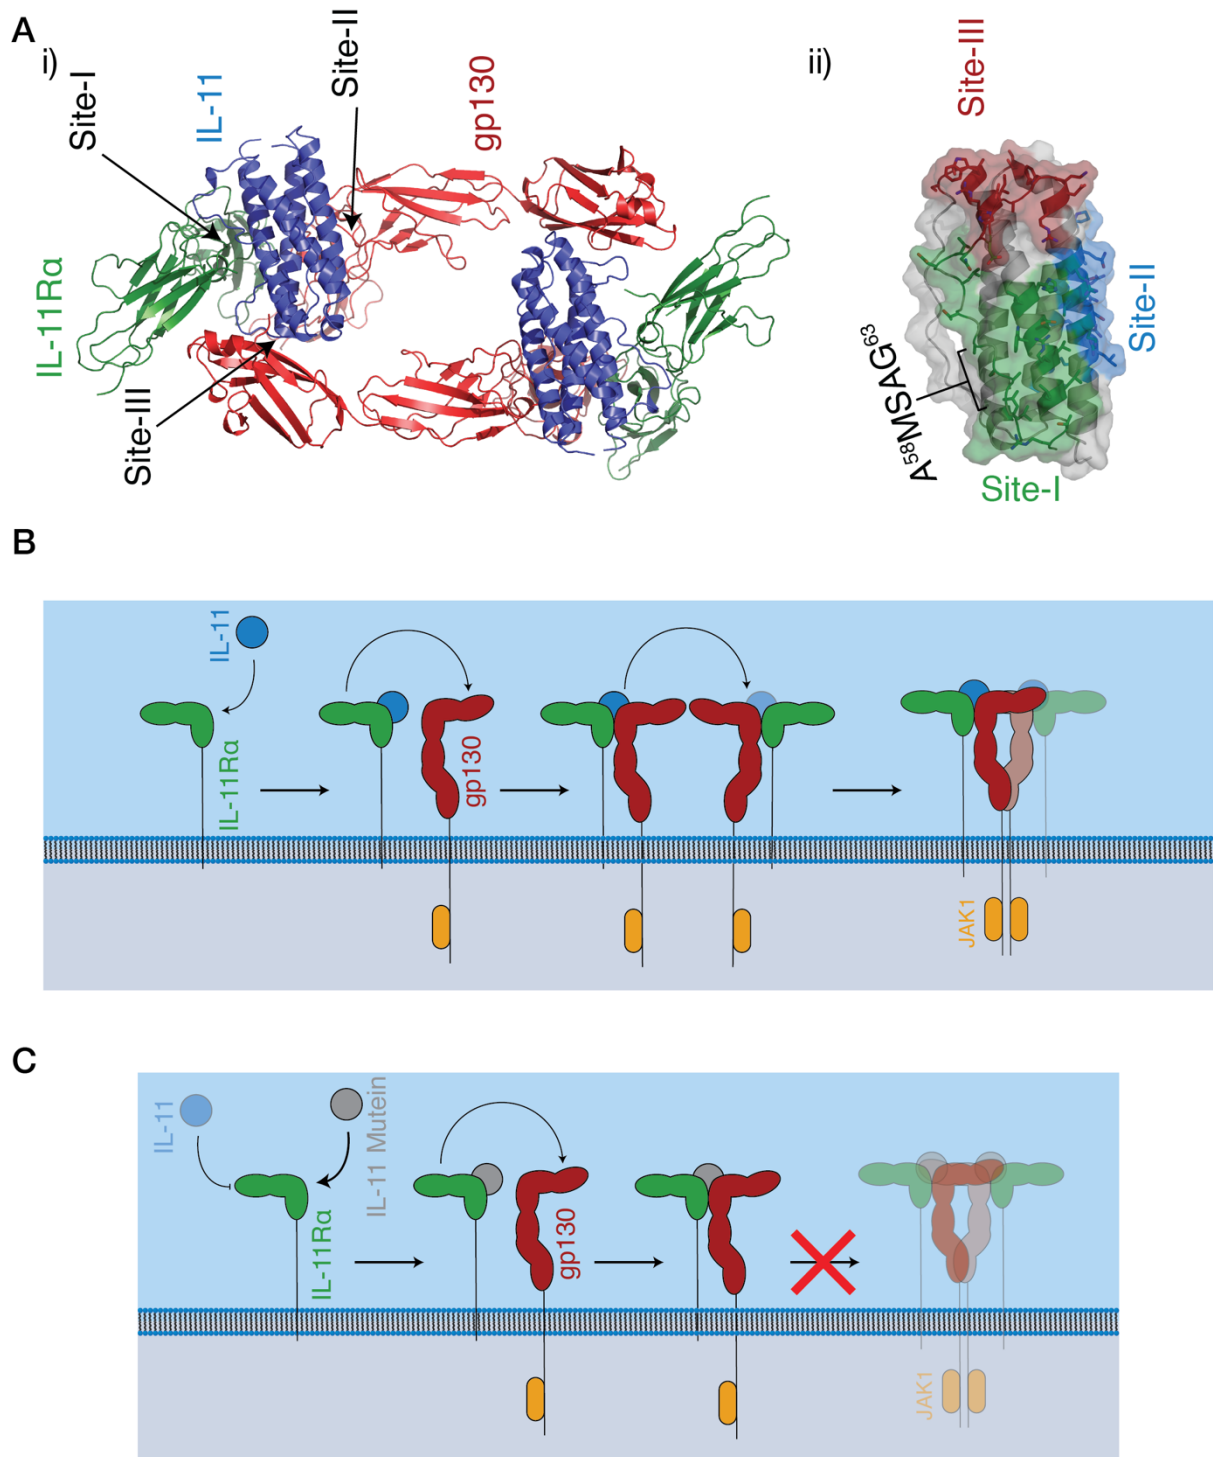 A
i)
Site-I
IL-11
Site-II
gp130
IL-11Rα
Site-III
ii)
Site-III
Site-II
A⁵⁸MSAG⁶³
Site-I
B
IL-11
IL-11Rα
gp130
JAK1
C
IL-11
IL-11 Mutein
IL-11Rα
gp130
JAK1